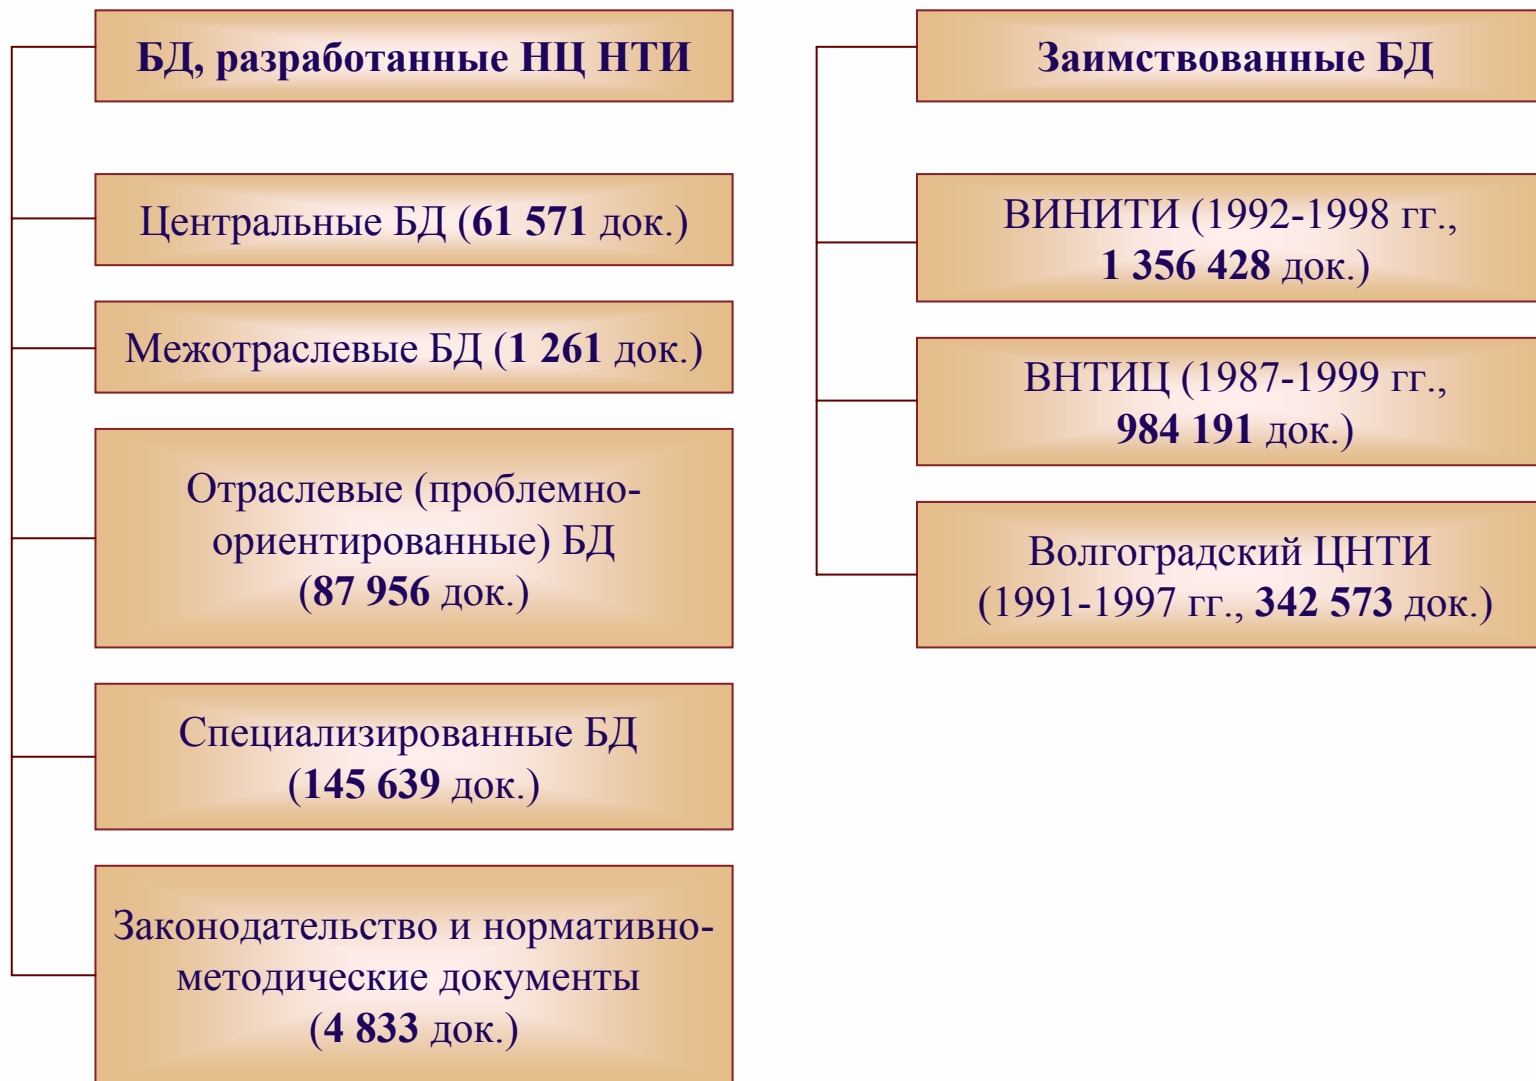 БД, разработанные НЦ НТИ
Центральные БД (61 571 док.)
Межотраслевые БД (1 261 док.)
Отраслевые (проблемно-
ориентированные) БД
(87 956 док.)
Специализированные БД
(145 639 док.)
Законодательство и нормативно-
методические документы
(4 833 док.)
Заимствованные БД
ВИНИТИ (1992-1998 гг.,
1 356 428 док.)
ВНТИЦ (1987-1999 гг.,
984 191 док.)
Волгоградский ЦНТИ
(1991-1997 гг., 342 573 док.)